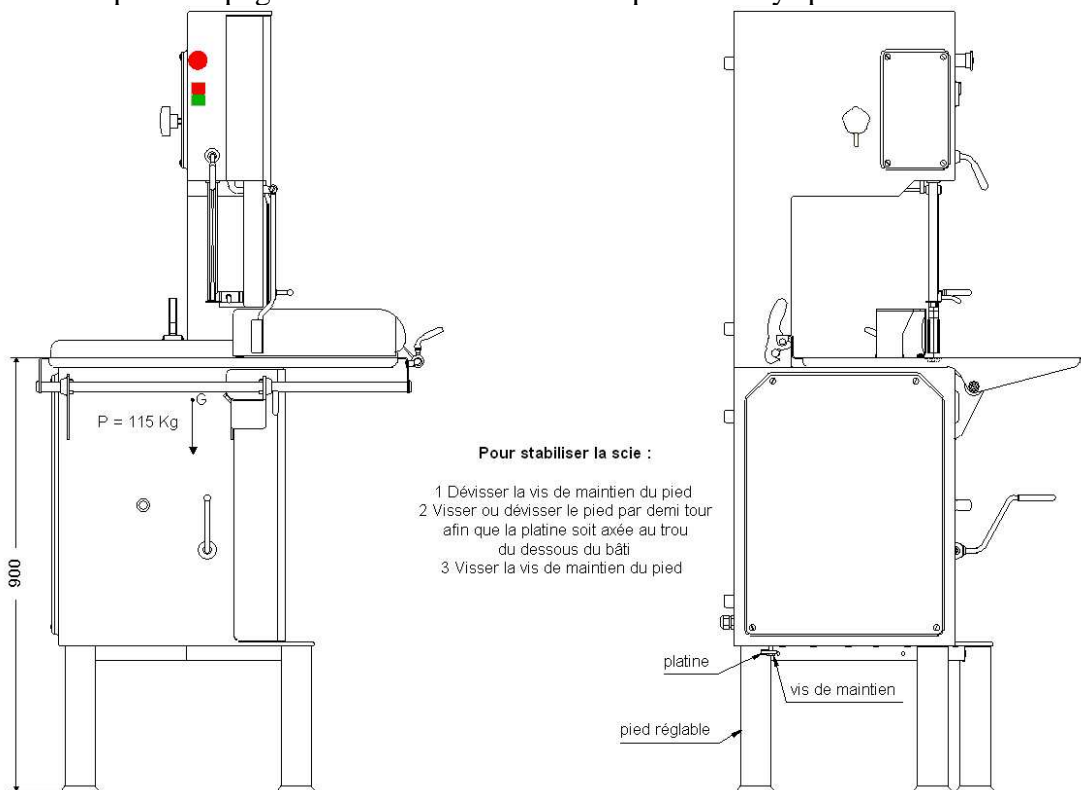 P = 115 Kg
G
900
Pour stabiliser la scie :
1 Dévisser la vis de maintien du pied
2 Visser ou dévisser le pied par demi tour
afin que la platine soit axée au trou
du dessous du bâti
3 Visser la vis de maintien du pied
platine
vis de maintien
pied réglable